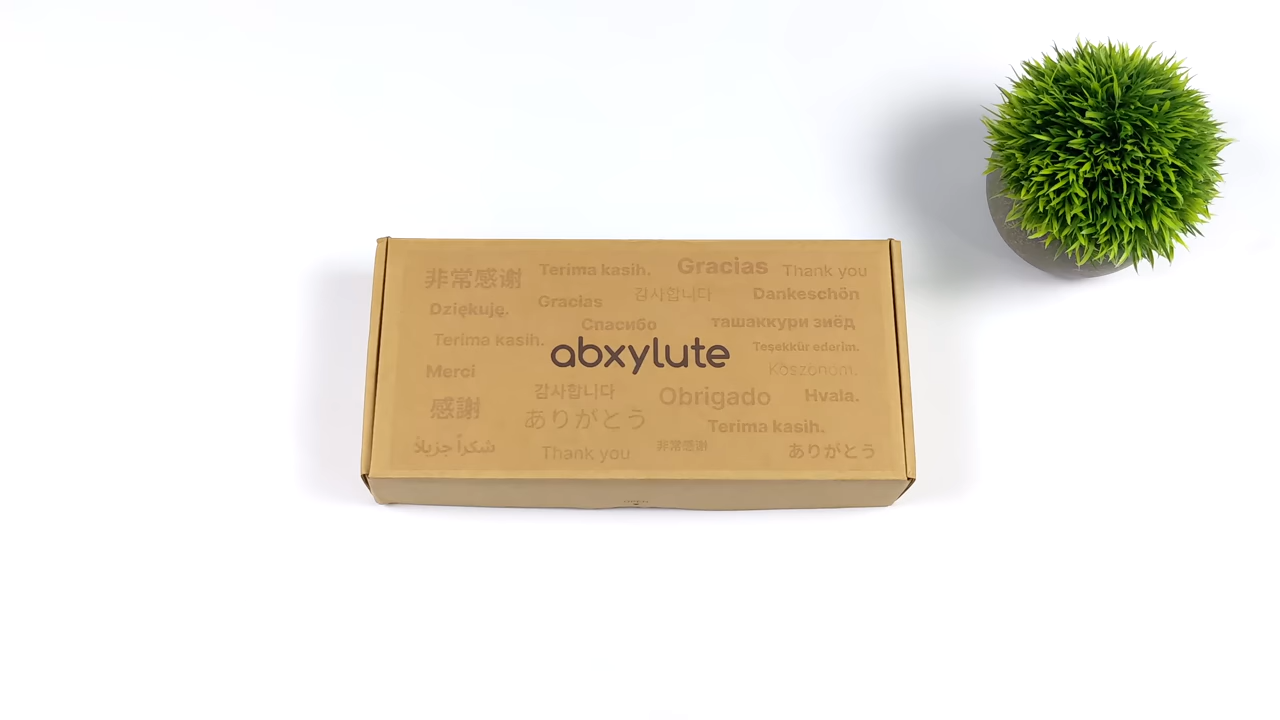 非常感谢 Terima kasih. Gracias Thank you
Dziękuję. Gracias 감사합니다 Dankeschön
Спасибо ташаккури зиёд
Terima kasih. abxylute Teşekkür ederim.
Merci Köszönöm.
감사합니다 Obrigado Hvala.
感謝 ありがとう Terima kasih.
شكراً جزيلاً Thank you 非常感谢 ありがとう